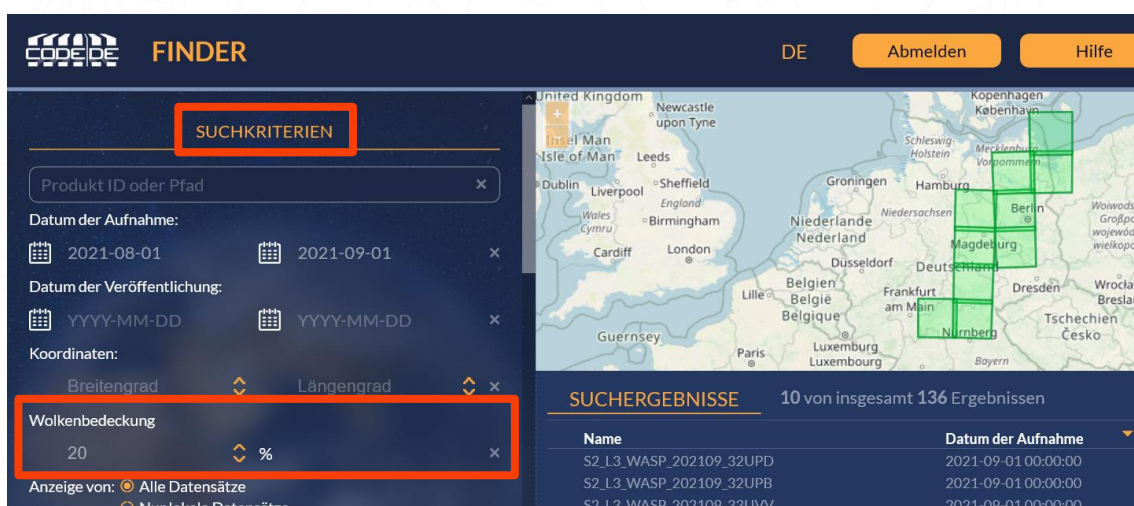 CODE DE FINDER DE Abmelden Hilfe
SUCHKRITERIEN
Produkt ID oder Pfad ×
Datum der Aufnahme:
2021-08-01 2021-09-01 ×
Datum der Veröffentlichung:
YYYY-MM-DD YYYY-MM-DD ×
Koordinaten:
Breitengrad Längengrad ×
Wolkenbedeckung
20 % ×
Anzeige von: Alle Datensätze
United Kingdom
Newcastle
upon Tyne
Isle of Man
Leeds
Dublin
Liverpool
Sheffield
England
Wales
Cymru
Birmingham
Cardiff
London
Guernsey
Kopenhagen
København
Schleswig-
Holstein
Mecklenburg-
Vorpommern
Groningen
Hamburg
Niedersachsen
Berlin
Niederlande
Nederland
Magdeburg
Düsseldorf
Deutschland
Belgien
België
Belgique
Lille
Frankfurt
am Main
Dresden
Tschechien
Česko
Nürnberg
Luxemburg
Luxembourg
Paris
Bayern
SUCHERGEBNISSE 10 von insgesamt 136 Ergebnissen
Name Datum der Aufnahme
S2_L3_WASP_202109_32UPD 2021-09-01 00:00:00
S2_L3_WASP_202109_32UPB 2021-09-01 00:00:00